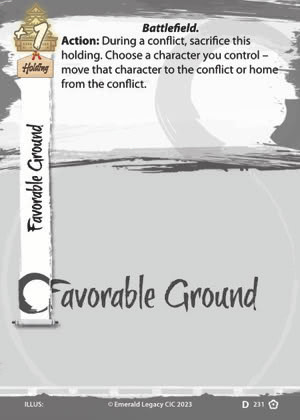 Battlefield.
1
Action: During a conflict, sacrifice this
Holding
holding. Choose a character you control –
move that character to the conflict or home
from the conflict.
Favorable Ground
Favorable Ground
ILLUS: © Emerald Legacy CIC 2023 D 231